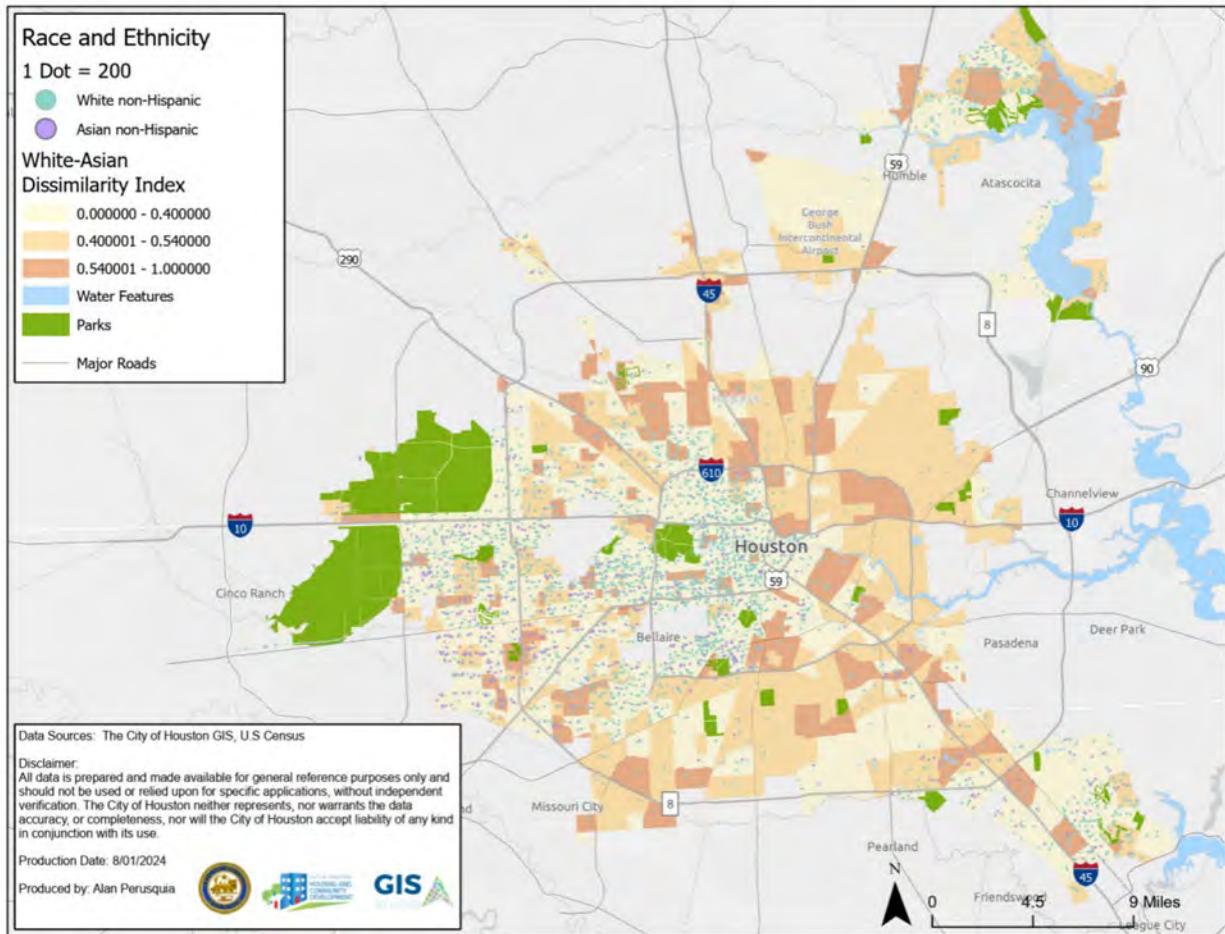 Race and Ethnicity
1 Dot = 200
White non-Hispanic
Asian non-Hispanic
White-Asian
Dissimilarity Index
0.000000 - 0.400000
0.400001 - 0.540000
0.540001 - 1.000000
Water Features
Parks
Major Roads
59
Humble
Atascocita
George
Bush
Intercontinental
Airport
290
45
8
90
610
Channelview
10
10
Houston
59
Cinco Ranch
Bellaire
Pasadena
Deer Park
Missouri City
8
Pearland
45
Friendswood
League City
N
0 4.5 9 Miles
Data Sources: The City of Houston GIS, U.S Census
Disclaimer:
All data is prepared and made available for general reference purposes only and
should not be used or relied upon for specific applications, without independent
verification. The City of Houston neither represents, nor warrants the data
accuracy, or completeness, nor will the City of Houston accept liability of any kind
in conjunction with its use.
Production Date: 8/01/2024
Produced by: Alan Perusquia
HOUSING AND
COMMUNITY
DEVELOPMENT
GIS